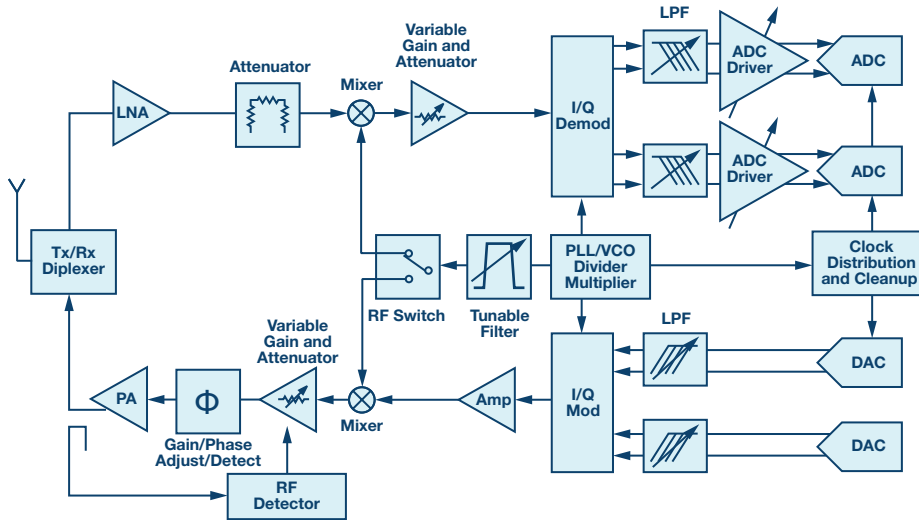 LPF
Variable
Gain and
Attenuator
ADC
Driver
ADC
Attenuator
Mixer
LNA
I/Q
Demod
ADC
Driver
ADC
Tx/Rx
Diplexer
PLL/VCO
Divider
Multiplier
Clock
Distribution
and Cleanup
RF Switch
Tunable
Filter
LPF
Variable
Gain and
Attenuator
DAC
PA
Φ
Amp
I/Q
Mod
Mixer
Gain/Phase
Adjust/Detect
DAC
RF
Detector